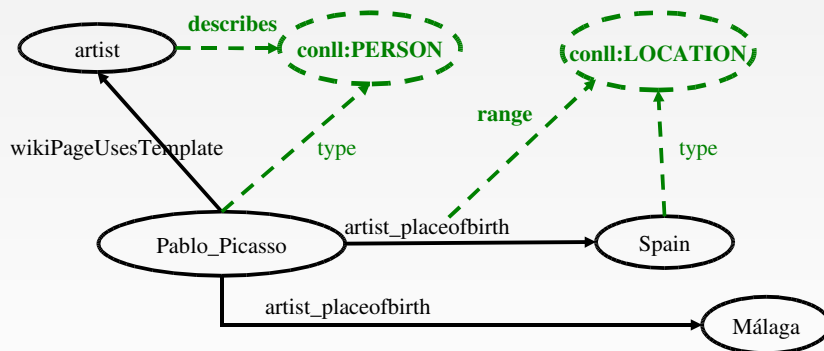 describes
artist
conll:PERSON
conll:LOCATION
range
wikiPageUsesTemplate
type
type
artist_placeofbirth
Pablo_Picasso
Spain
artist_placeofbirth
Málaga